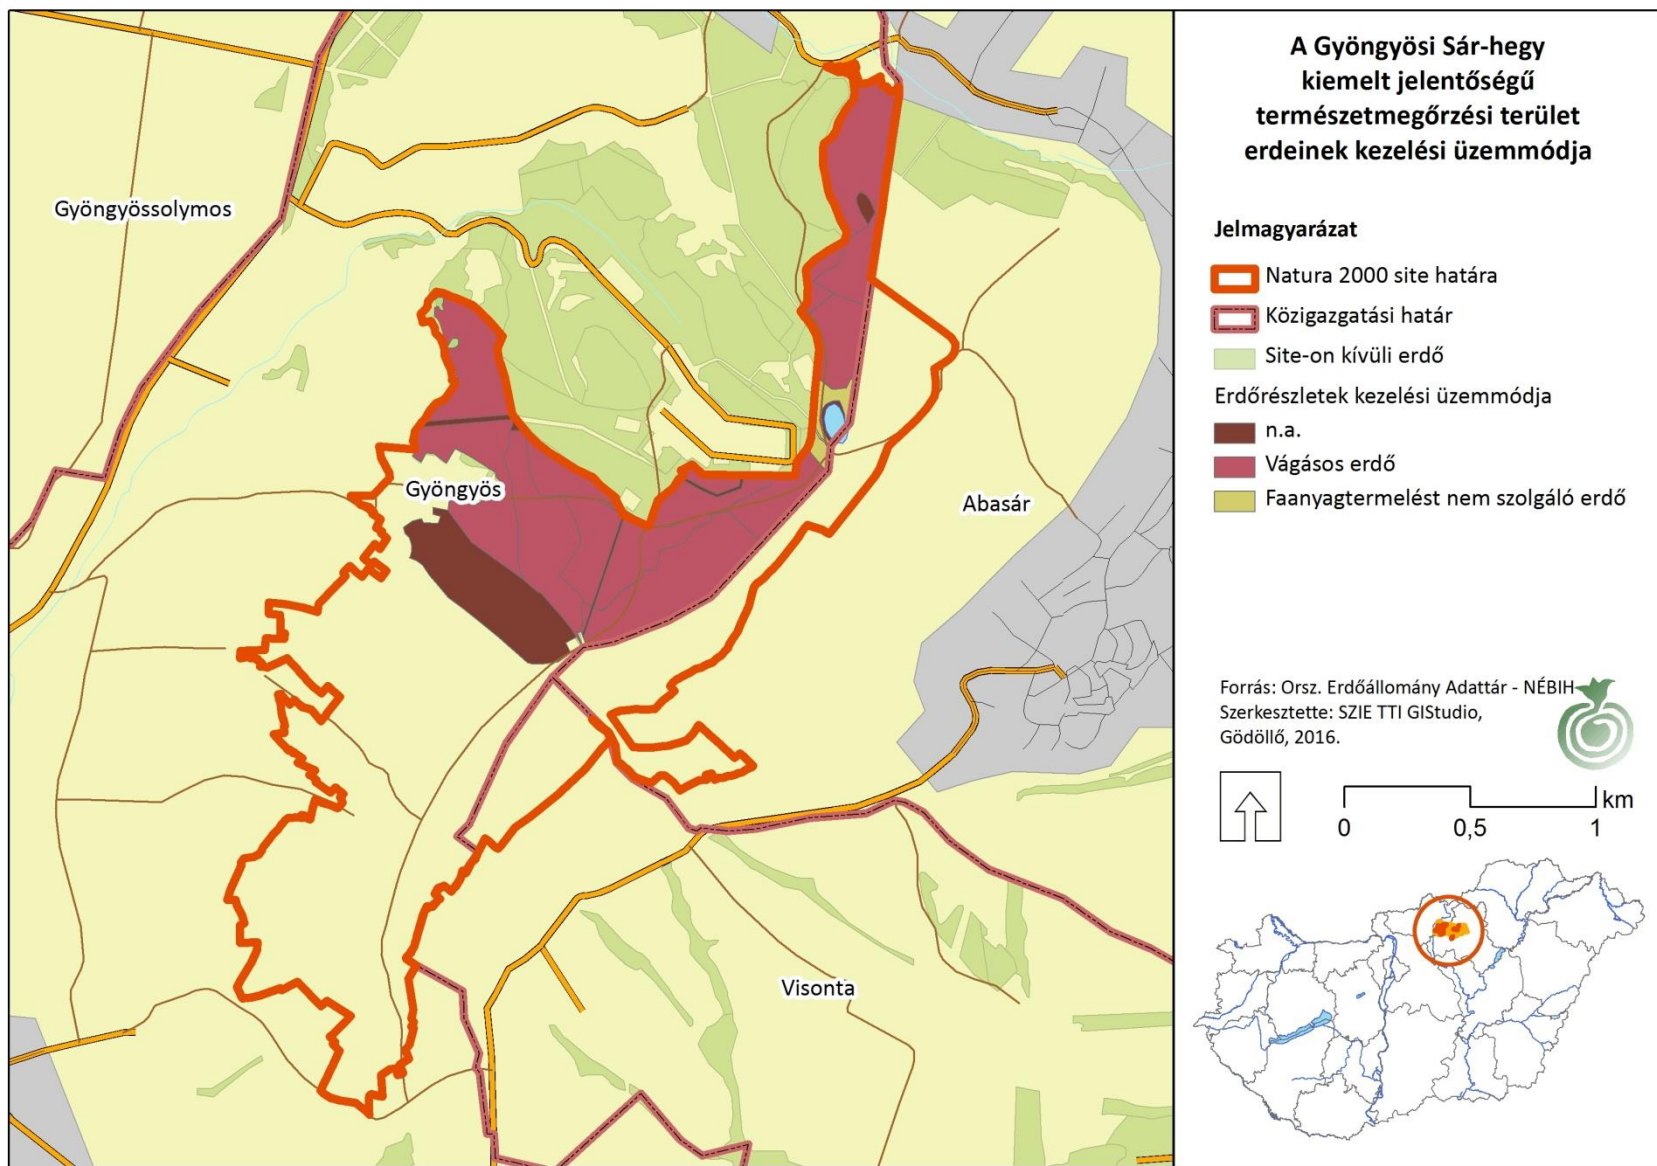 A Gyöngyösi Sár-hegy
kiemelt jelentőségű
természetmegőrzési terület
erdeinek kezelési üzemmódja
Jelmagyarázat
Natura 2000 site határa
Közigazgatási határ
Site-on kívüli erdő
Erdőrészletek kezelési üzemmódja
n.a.
Vágásos erdő
Faanyagtermelést nem szolgáló erdő
Gyöngyössolymos
Gyöngyös
Abasár
Visonta
Forrás: Orsz. Erdőállomány Adattár - NÉBIH
Szerkesztette: SZIE TTI GIStudio,
Gödöllő, 2016.
km
0 0,5 1